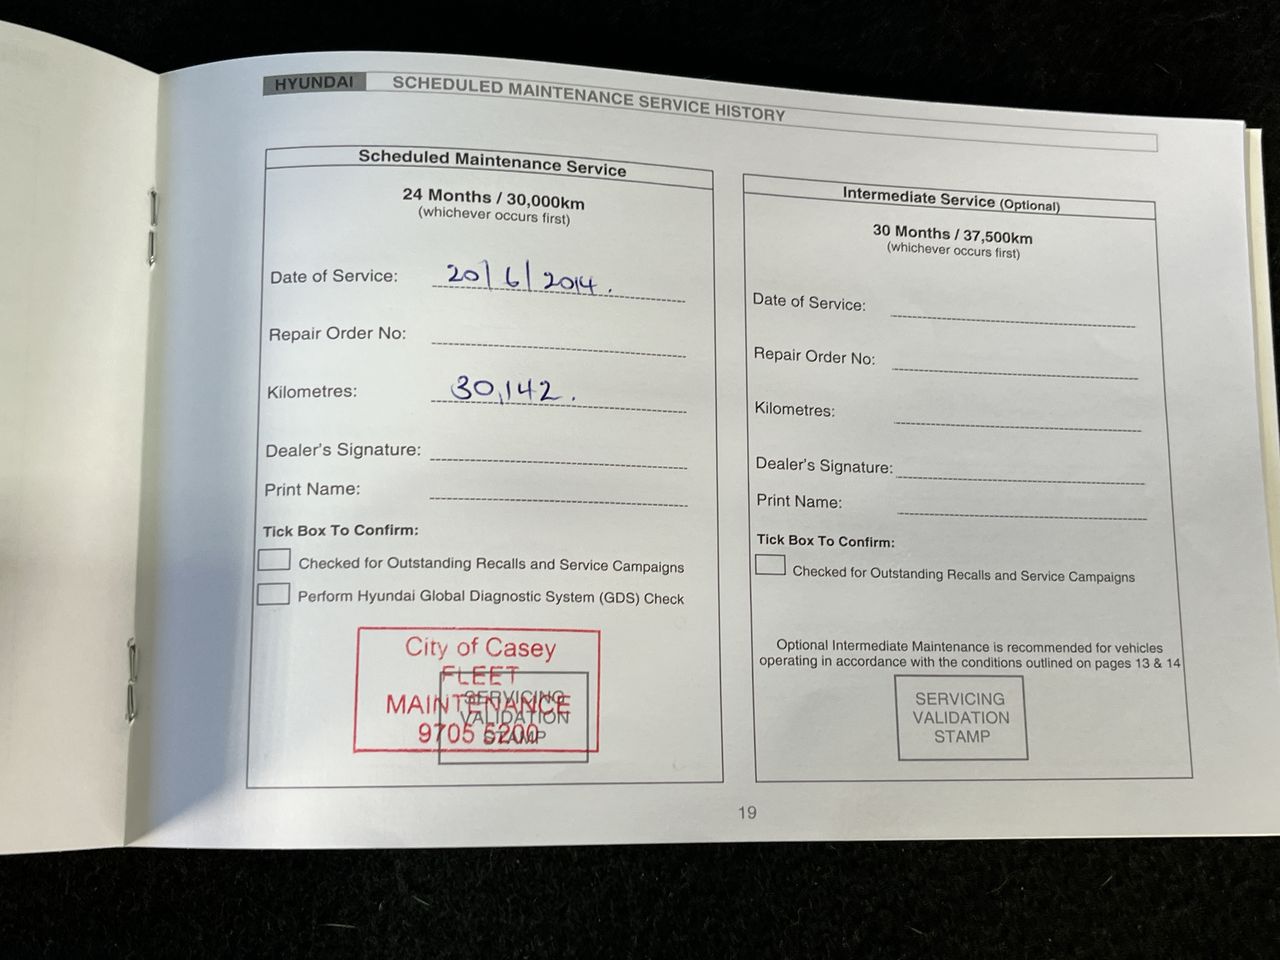 HYUNDAI SCHEDULED MAINTENANCE SERVICE HISTORY
Scheduled Maintenance Service
24 Months / 30,000km
(whichever occurs first)
Date of Service: 20/6/2014.
Repair Order No:
Kilometres: 30,142.
Dealer's Signature:
Print Name:
Tick Box To Confirm:
Checked for Outstanding Recalls and Service Campaigns
Perform Hyundai Global Diagnostic System (GDS) Check
City of Casey
FLEET
MAINTENANCE
9705 5200
SERVICING
VALIDATION
STAMP
Intermediate Service (Optional)
30 Months / 37,500km
(whichever occurs first)
Date of Service:
Repair Order No:
Kilometres:
Dealer's Signature:
Print Name:
Tick Box To Confirm:
Checked for Outstanding Recalls and Service Campaigns
Optional Intermediate Maintenance is recommended for vehicles
operating in accordance with the conditions outlined on pages 13 & 14
SERVICING
VALIDATION
STAMP
19